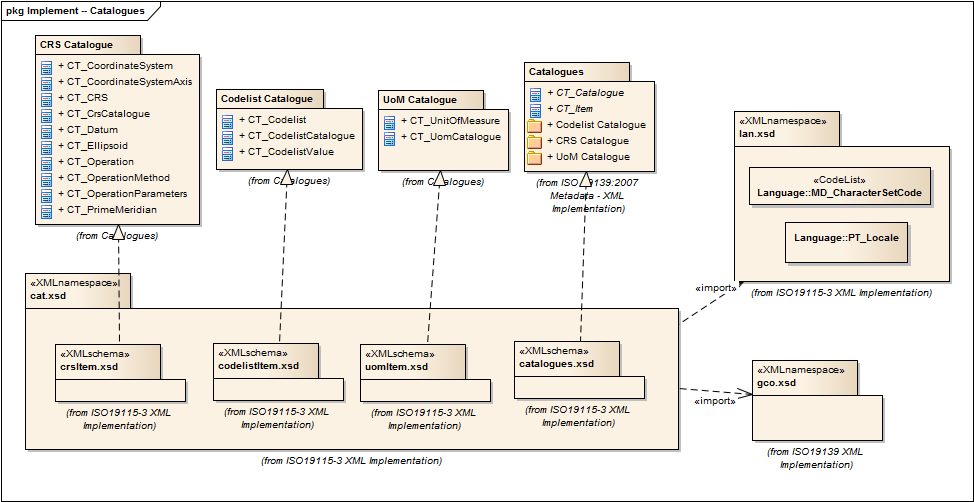 pkg Implement -- Catalogues
CRS Catalogue
+ CT_CoordinateSystem
+ CT_CoordinateSystemAxis
+ CT_CRS
+ CT_CrsCatalogue
+ CT_Datum
+ CT_Ellipsoid
+ CT_Operation
+ CT_OperationMethod
+ CT_OperationParameters
+ CT_PrimeMeridian
(from Catalogues)
Codelist Catalogue
+ CT_Codelist
+ CT_CodelistCatalogue
+ CT_CodelistValue
(from Catalogues)
UoM Catalogue
+ CT_UnitOfMeasure
+ CT_UomCatalogue
(from Catalogues)
Catalogues
+ CT_Catalogue
+ CT_Item
+ Codelist Catalogue
+ CRS Catalogue
+ UoM Catalogue
(from ISO19139:2007
Metadata - XML
Implementation)
«XMLnamespace»
lan.xsd
«CodeList»
Language::MD_CharacterSetCode
Language::PT_Locale
(from ISO19115-3 XML Implementation)
«XMLnamespace»
cat.xsd
«XMLschema»
crsItem.xsd
(from ISO19115-3 XML
Implementation)
«XMLschema»
codelistItem.xsd
(from ISO19115-3 XML
Implementation)
«XMLschema»
uomItem.xsd
(from ISO19115-3 XML
Implementation)
«XMLschema»
catalogues.xsd
(from ISO19115-3 XML
Implementation)
(from ISO19115-3 XML Implementation)
«import»
«import»
«XMLnamespace»
gco.xsd
(from ISO19139 XML
Implementation)